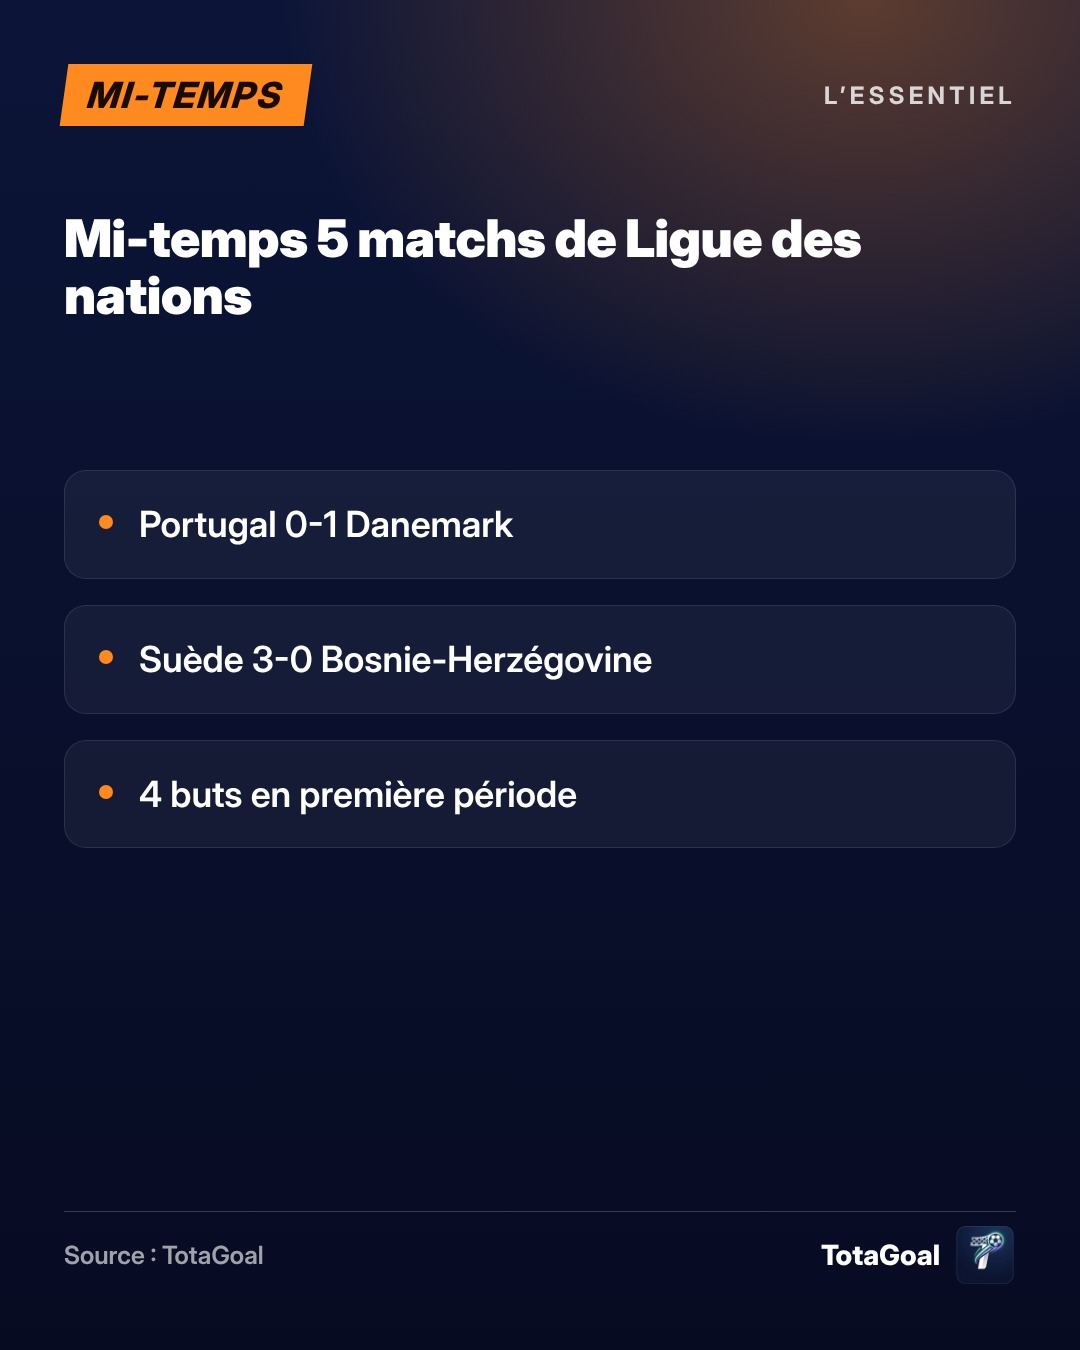 MI-TEMPS
L'ESSENTIEL
Mi-temps 5 matchs de Ligue des
nations
Portugal 0-1 Danemark
Suède 3-0 Bosnie-Herzégovine
4 buts en première période
Source : TotaGoal
TotaGoal